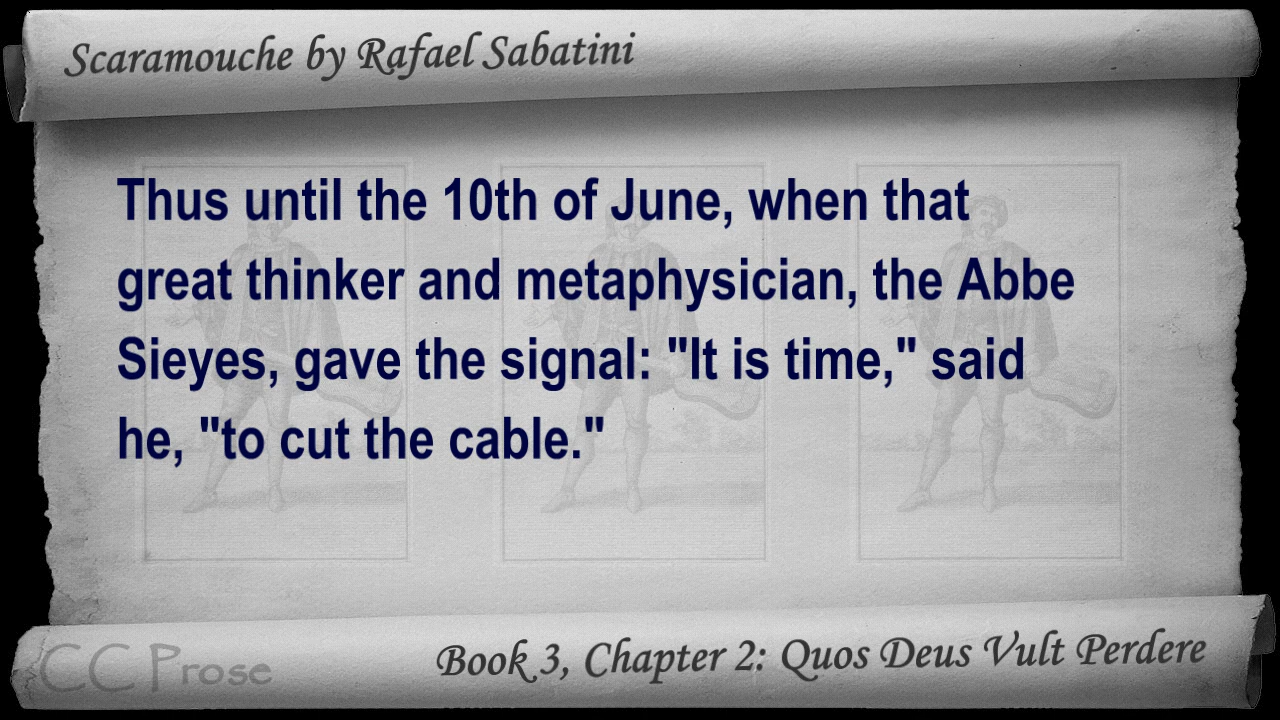 Scaramouche by Rafael Sabatini
Thus until the 10th of June, when that
great thinker and metaphysician, the Abbe
Sieyes, gave the signal: "It is time," said
he, "to cut the cable."
CC Prose
Book 3, Chapter 2: Quos Deus Vult Perdere